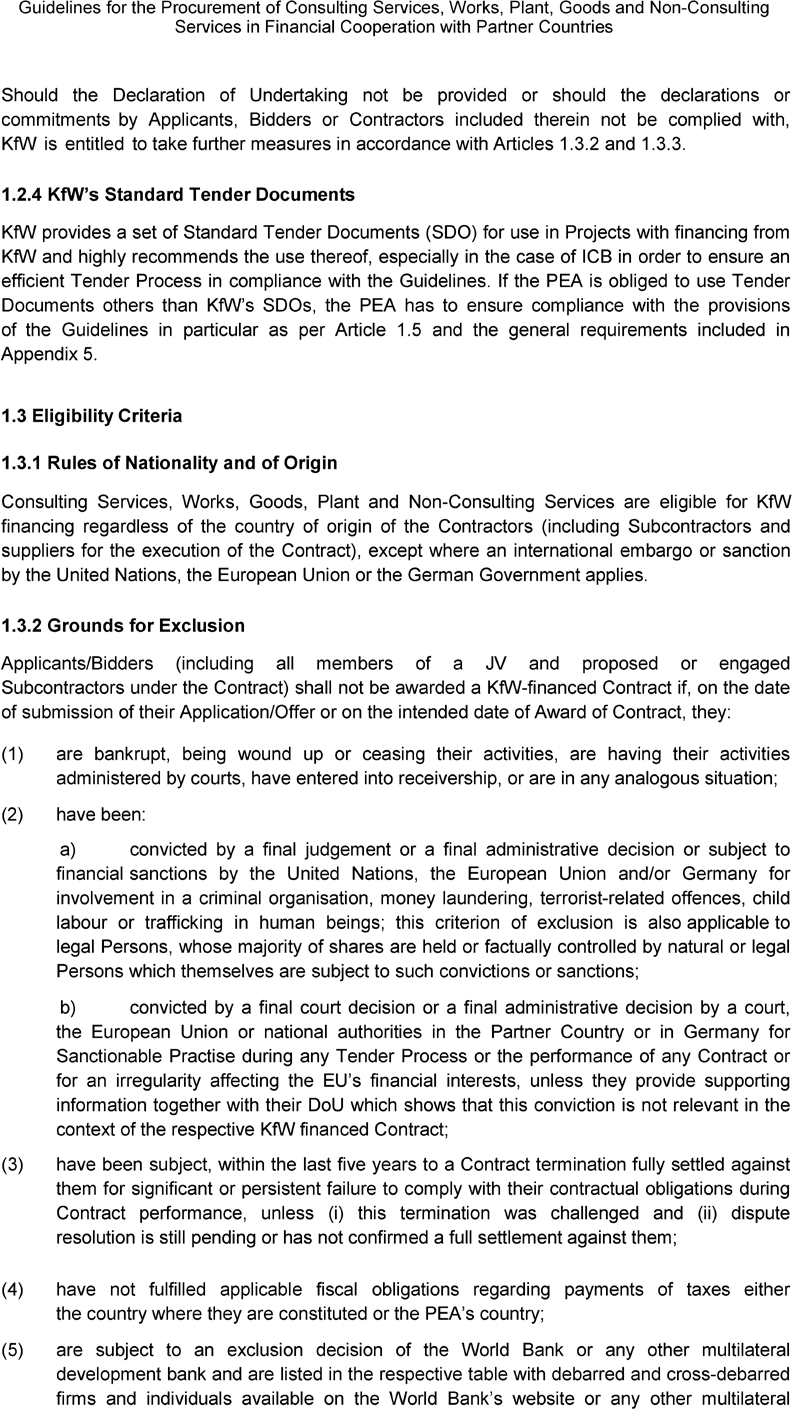 Guidelines for the Procurement of Consulting Services, Works, Plant, Goods and Non-Consulting
Services in Financial Cooperation with Partner Countries
Should the Declaration of Undertaking not be provided or should the declarations or
commitments by Applicants, Bidders or Contractors included therein not be complied with,
KfW is entitled to take further measures in accordance with Articles 1.3.2 and 1.3.3.
1.2.4 KfW's Standard Tender Documents
KfW provides a set of Standard Tender Documents (SDO) for use in Projects with financing from
KfW and highly recommends the use thereof, especially in the case of ICB in order to ensure an
efficient Tender Process in compliance with the Guidelines. If the PEA is obliged to use Tender
Documents others than KfW's SDOs, the PEA has to ensure compliance with the provisions
of the Guidelines in particular as per Article 1.5 and the general requirements included in
Appendix 5.
1.3 Eligibility Criteria
1.3.1 Rules of Nationality and of Origin
Consulting Services, Works, Goods, Plant and Non-Consulting Services are eligible for KfW
financing regardless of the country of origin of the Contractors (including Subcontractors and
suppliers for the execution of the Contract), except where an international embargo or sanction
by the United Nations, the European Union or the German Government applies.
1.3.2 Grounds for Exclusion
Applicants/Bidders (including all members of a JV and proposed or engaged
Subcontractors under the Contract) shall not be awarded a KfW-financed Contract if, on the date
of submission of their Application/Offer or on the intended date of Award of Contract, they:
(1) are bankrupt, being wound up or ceasing their activities, are having their activities
administered by courts, have entered into receivership, or are in any analogous situation;
(2) have been:
a) convicted by a final judgement or a final administrative decision or subject to
financial sanctions by the United Nations, the European Union and/or Germany for
involvement in a criminal organisation, money laundering, terrorist-related offences, child
labour or trafficking in human beings; this criterion of exclusion is also applicable to
legal Persons, whose majority of shares are held or factually controlled by natural or legal
Persons which themselves are subject to such convictions or sanctions;
b) convicted by a final court decision or a final administrative decision by a court,
the European Union or national authorities in the Partner Country or in Germany for
Sanctionable Practise during any Tender Process or the performance of any Contract or
for an irregularity affecting the EU's financial interests, unless they provide supporting
information together with their DoU which shows that this conviction is not relevant in the
context of the respective KfW financed Contract;
(3) have been subject, within the last five years to a Contract termination fully settled against
them for significant or persistent failure to comply with their contractual obligations during
Contract performance, unless (i) this termination was challenged and (ii) dispute
resolution is still pending or has not confirmed a full settlement against them;
(4) have not fulfilled applicable fiscal obligations regarding payments of taxes either
the country where they are constituted or the PEA's country;
(5) are subject to an exclusion decision of the World Bank or any other multilateral
development bank and are listed in the respective table with debarred and cross-debarred
firms and individuals available on the World Bank's website or any other multilateral